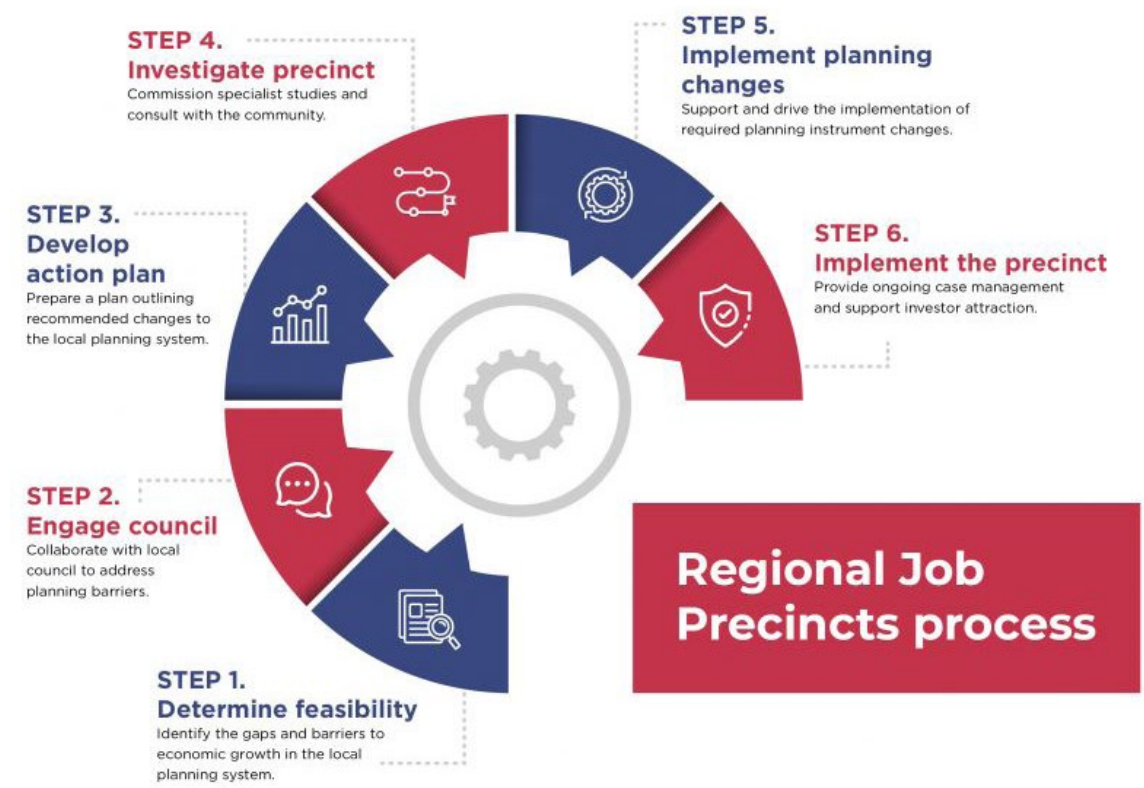 STEP 4.
Investigate precinct
Commission specialist studies and
consult with the community.
STEP 5.
Implement planning
changes
Support and drive the implementation of
required planning instrument changes.
STEP 3.
Develop
action plan
Prepare a plan outlining
recommended changes to
the local planning system.
STEP 6.
Implement the precinct
Provide ongoing case management
and support investor attraction.
STEP 2.
Engage council
Collaborate with local
council to address
planning barriers.
STEP 1.
Determine feasibility
Identify the gaps and barriers to
economic growth in the local
planning system.
Regional Job
Precincts process